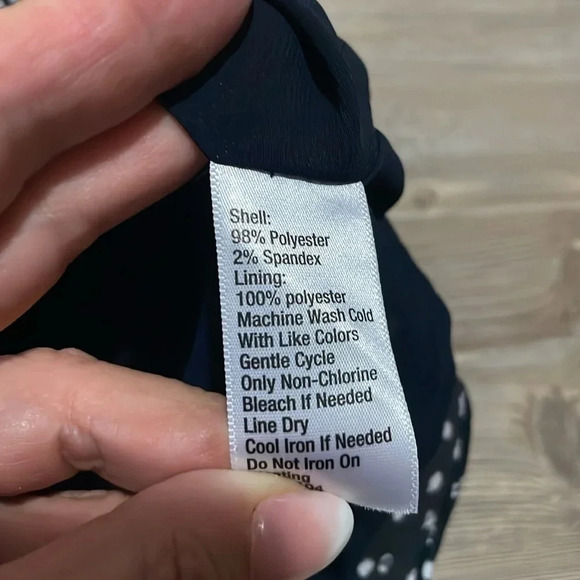 Shell:
98% Polyester
2% Spandex
Lining:
100% polyester
Machine Wash Cold
With Like Colors
Gentle Cycle
Only Non-Chlorine
Bleach If Needed
Line Dry
Cool Iron If Needed
Do Not Iron On